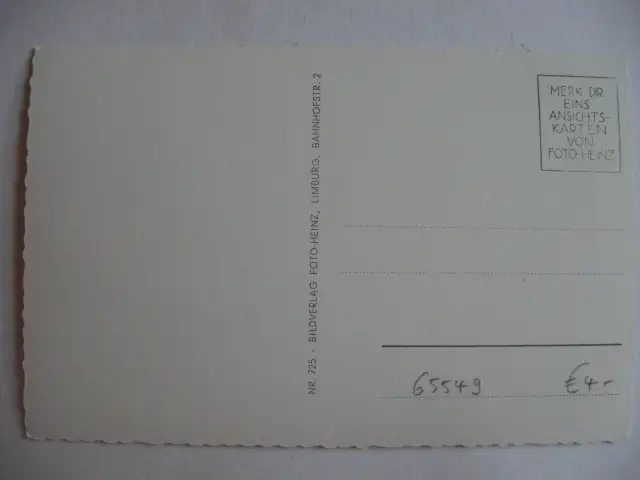 MERK DIR
EINS
ANSICHTS-
KARTEN
VON
FOTO-HEINZ
NR. 725 - BILDVERLAG FOTO-HEINZ, LIMBURG, BAHNHOFSTR. 2
65549
€4-